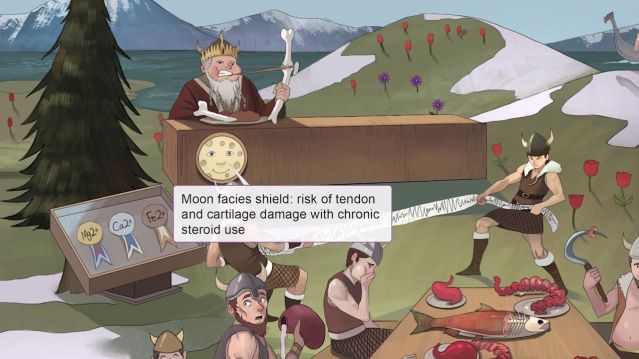 Moon facies shield: risk of tendon
and cartilage damage with chronic
steroid use
Mg2+
Ca2+
Fe2+